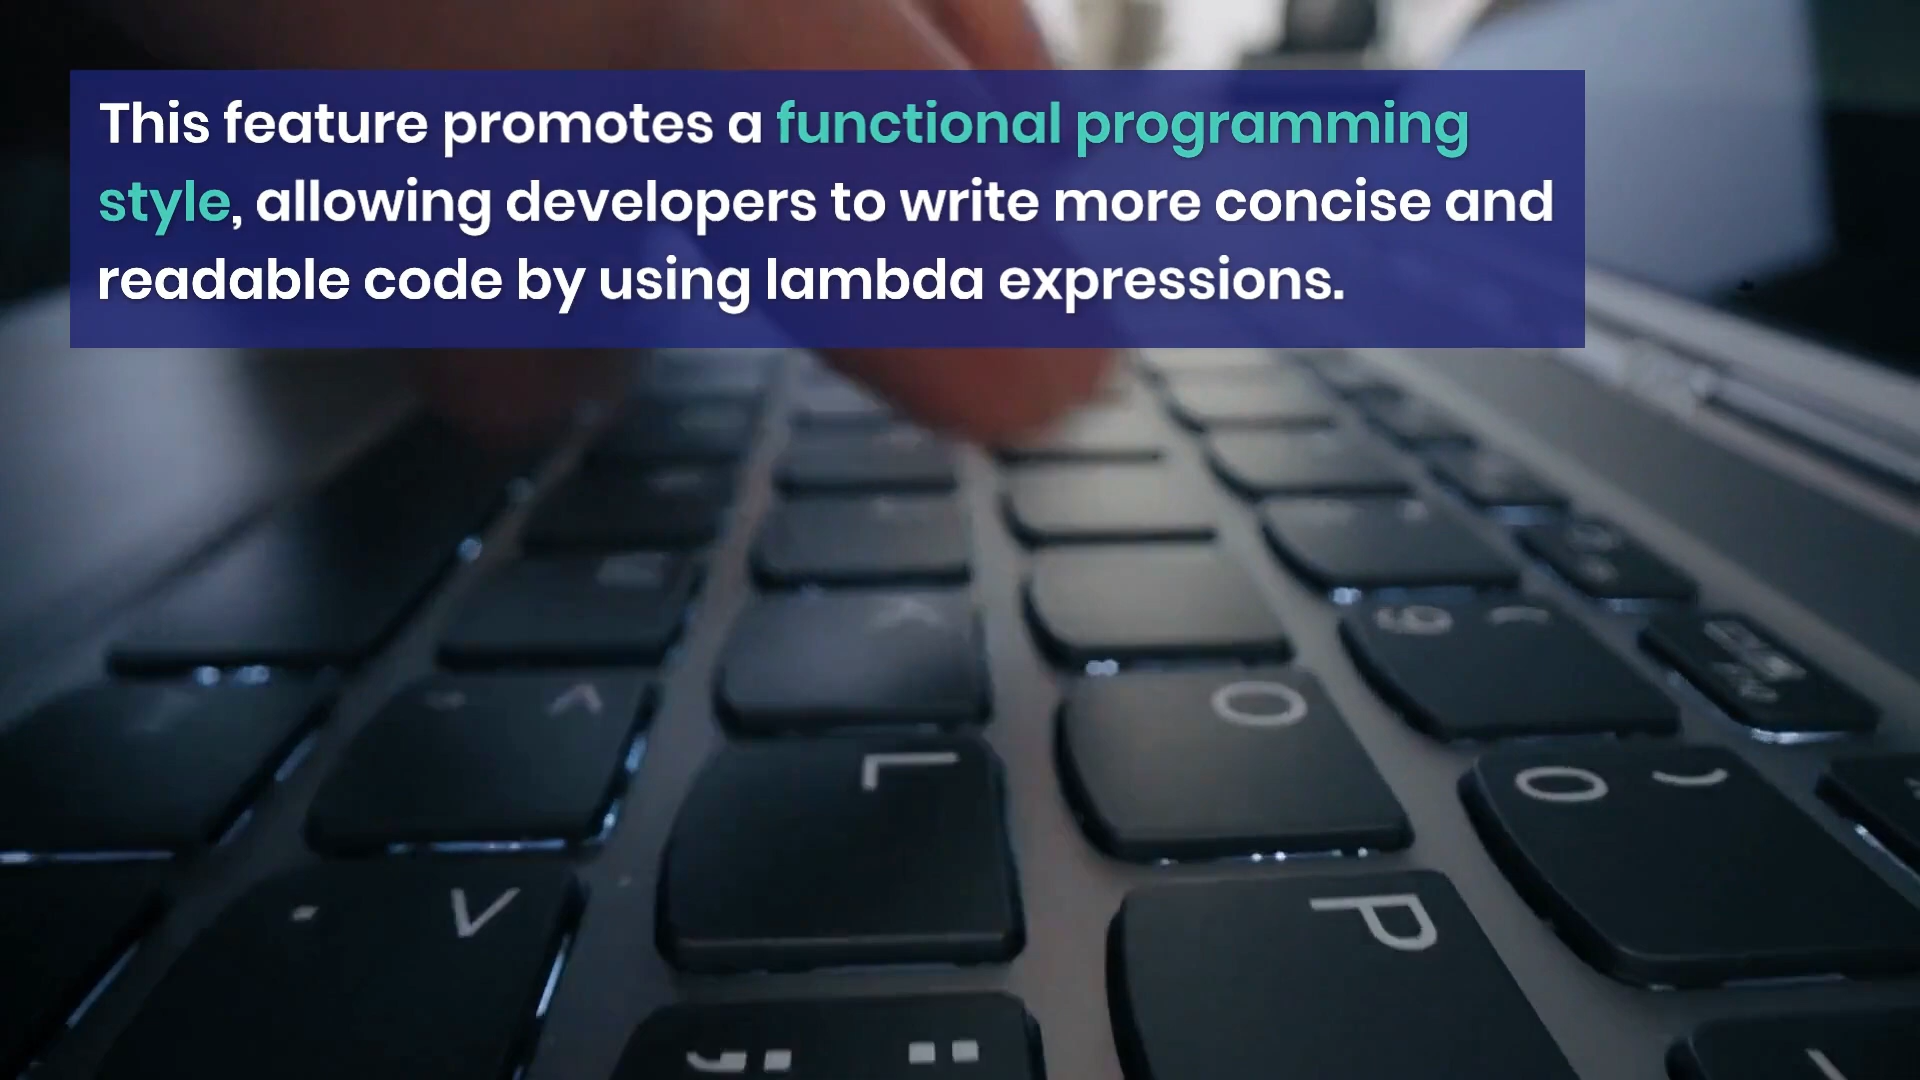 This feature promotes a functional programming
style, allowing developers to write more concise and
readable code by using lambda expressions.
L
O
9 (
O )
P